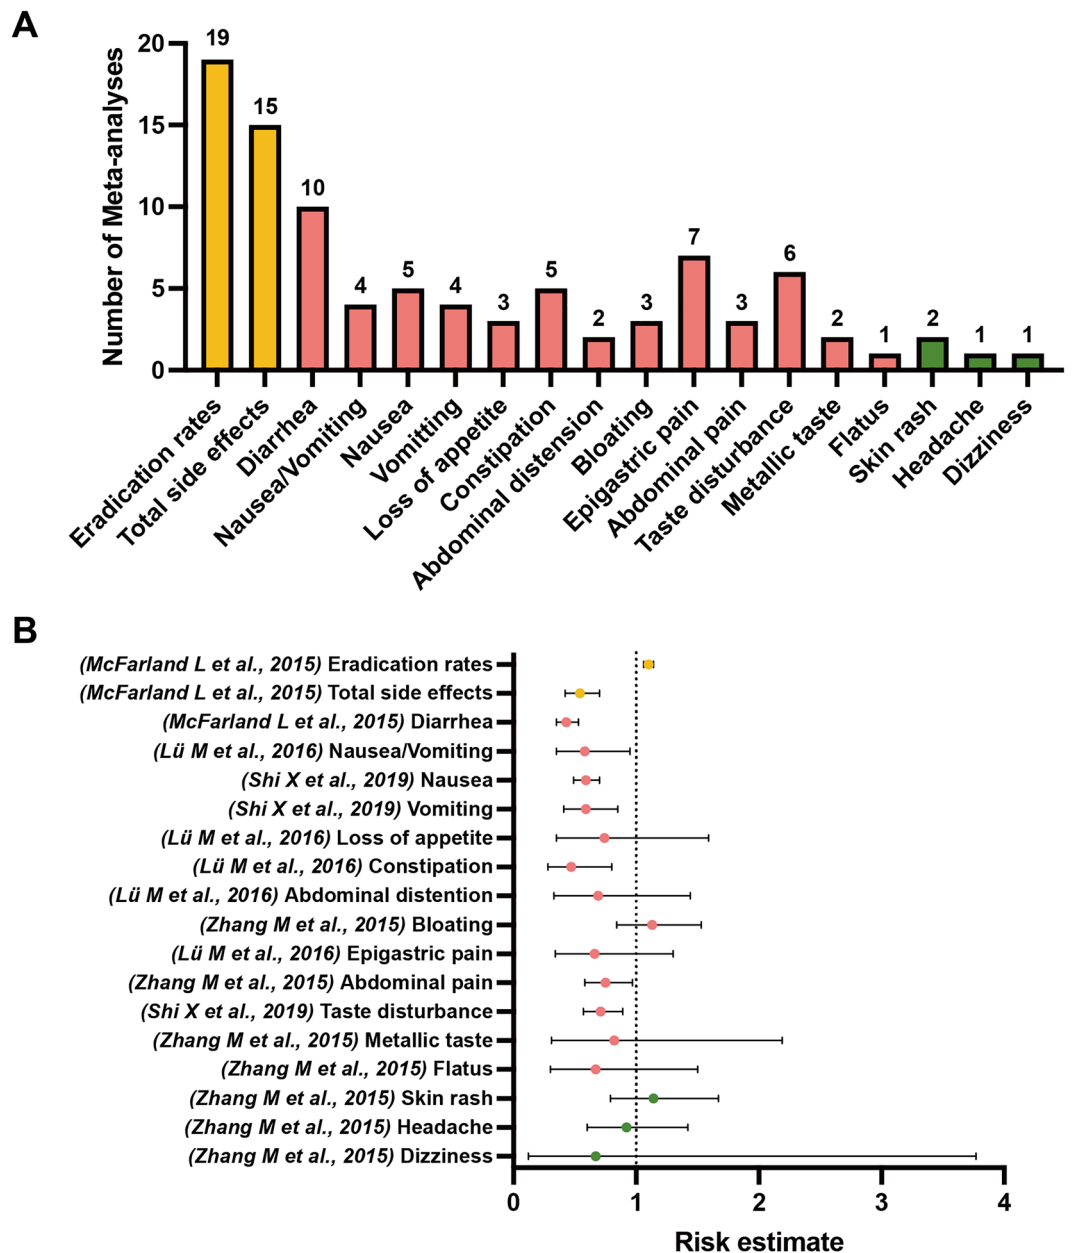 A
Number of Meta-analyses
20
15
10
5
0
19
15
10
4
5
4
3
5
2
3
7
3
6
2
1
2
1
1
Eradication rates
Total side effects
Diarrhea
Nausea/Vomiting
Nausea
Vomitting
Loss of appetite
Constipation
Abdominal distension
Bloating
Epigastric pain
Abdominal pain
Taste disturbance
Metallic taste
Flatus
Skin rash
Headache
Dizziness
B
(McFarland L et al., 2015) Eradication rates
(McFarland L et al., 2015) Total side effects
(McFarland L et al., 2015) Diarrhea
(Lü M et al., 2016) Nausea/Vomiting
(Shi X et al., 2019) Nausea
(Shi X et al., 2019) Vomiting
(Lü M et al., 2016) Loss of appetite
(Lü M et al., 2016) Constipation
(Lü M et al., 2016) Abdominal distention
(Zhang M et al., 2015) Bloating
(Lü M et al., 2016) Epigastric pain
(Zhang M et al., 2015) Abdominal pain
(Shi X et al., 2019) Taste disturbance
(Zhang M et al., 2015) Metallic taste
(Zhang M et al., 2015) Flatus
(Zhang M et al., 2015) Skin rash
(Zhang M et al., 2015) Headache
(Zhang M et al., 2015) Dizziness
0 1 2 3 4
Risk estimate